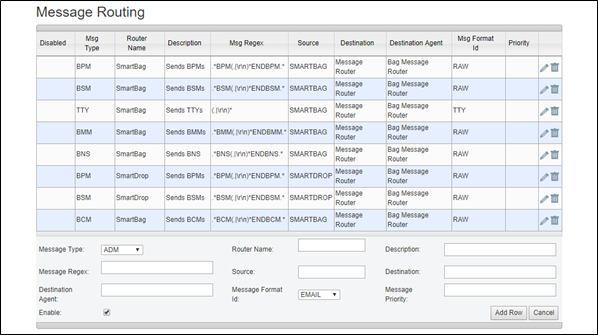 Message Routing
Disabled Msg Type Router Name Description Msg Regex Source Destination Destination Agent Msg Format Id Priority
BPM SmartBag Sends BPMs .*BPM(.|\r\n)*ENDBPM.* SMARTBAG Message Router Bag Message Router RAW
BSM SmartBag Sends BSMs .*BSM(.|\r\n)*ENDBSM.* SMARTBAG Message Router Bag Message Router RAW
TTY SmartBag Sends TTYs (.|\r\n)* SMARTBAG Message Router Bag Message Router TTY
BMM SmartBag Sends BMMs .*BMM(.|\r\n)*ENDBMM.* SMARTBAG Message Router Bag Message Router RAW
BNS SmartBag Sends BNS .*BNS(.|\r\n)*ENDBNS.* SMARTBAG Message Router Bag Message Router RAW
BPM SmartDrop Sends BPMs .*BPM(.|\r\n)*ENDBPM.* SMARTDROP Message Router Bag Message Router RAW
BSM SmartDrop Sends BSMs .*BSM(.|\r\n)*ENDBSM.* SMARTDROP Message Router Bag Message Router RAW
BCM SmartBag Sends BCMs .*BCM(.|\r\n)*ENDBCM.* SMARTBAG Message Router Bag Message Router RAW
Message Type: ADM Router Name: Description:
Message Regex: Source: Destination:
Destination Agent: Message Format Id: EMAIL Message Priority:
Enable: Add Row Cancel